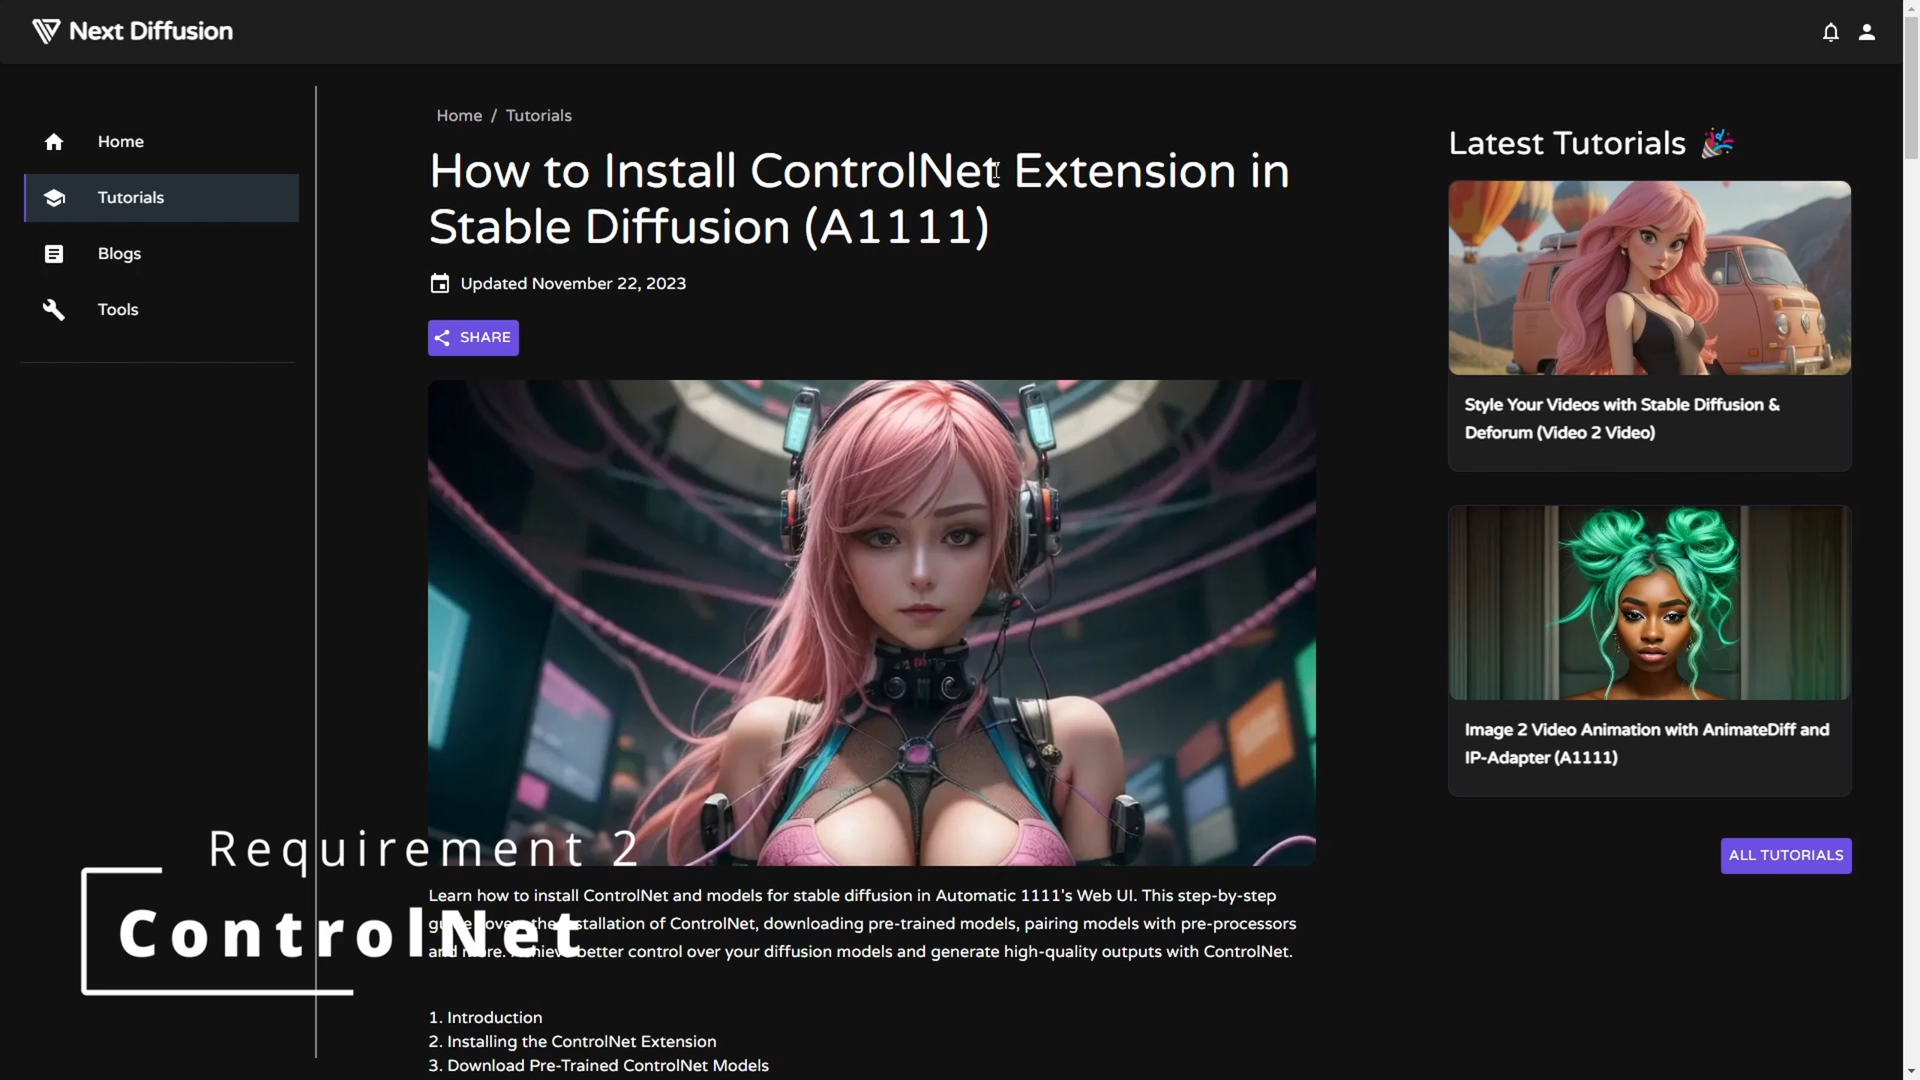 Next Diffusion
Home
Tutorials
Blogs
Tools
Home / Tutorials
How to Install ControlNet Extension in
Stable Diffusion (A1111)
Updated November 22, 2023
SHARE
Learn how to install ControlNet and models for stable diffusion in Automatic 1111's Web UI. This step-by-step
the installation of ControlNet, downloading pre-trained models, pairing models with pre-processors
and more. Achieve better control over your diffusion models and generate high-quality outputs with ControlNet.
1. Introduction
2. Installing the ControlNet Extension
3. Download Pre-Trained ControlNet Models
Requirement 2
ControlNet
Latest Tutorials 🎉
Style Your Videos with Stable Diffusion &
Deforum (Video 2 Video)
Image 2 Video Animation with AnimateDiff and
IP-Adapter (A1111)
ALL TUTORIALS